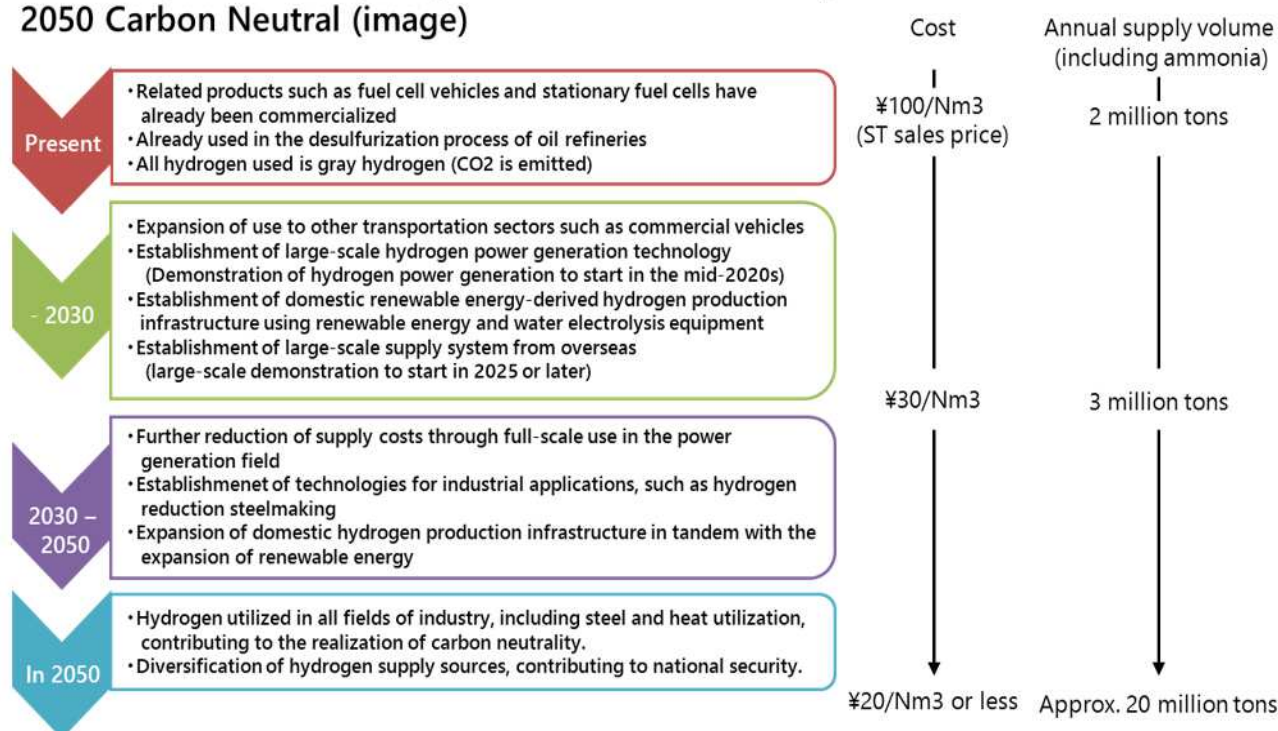 2050 Carbon Neutral (image)
Cost
Annual supply volume
(including ammonia)
Present
・Related products such as fuel cell vehicles and stationary fuel cells have
already been commercialized
・Already used in the desulfurization process of oil refineries
・All hydrogen used is gray hydrogen (CO2 is emitted)
¥100/Nm3
(ST sales price)
2 million tons
- 2030
・Expansion of use to other transportation sectors such as commercial vehicles
・Establishment of large-scale hydrogen power generation technology
(Demonstration of hydrogen power generation to start in the mid-2020s)
・Establishment of domestic renewable energy-derived hydrogen production
infrastructure using renewable energy and water electrolysis equipment
・Establishment of large-scale supply system from overseas
(large-scale demonstration to start in 2025 or later)
¥30/Nm3
3 million tons
2030 –
2050
・Further reduction of supply costs through full-scale use in the power
generation field
・Establishmenet of technologies for industrial applications, such as hydrogen
reduction steelmaking
・Expansion of domestic hydrogen production infrastructure in tandem with the
expansion of renewable energy
In 2050
・Hydrogen utilized in all fields of industry, including steel and heat utilization,
contributing to the realization of carbon neutrality.
・Diversification of hydrogen supply sources, contributing to national security.
¥20/Nm3 or less
Approx. 20 million tons